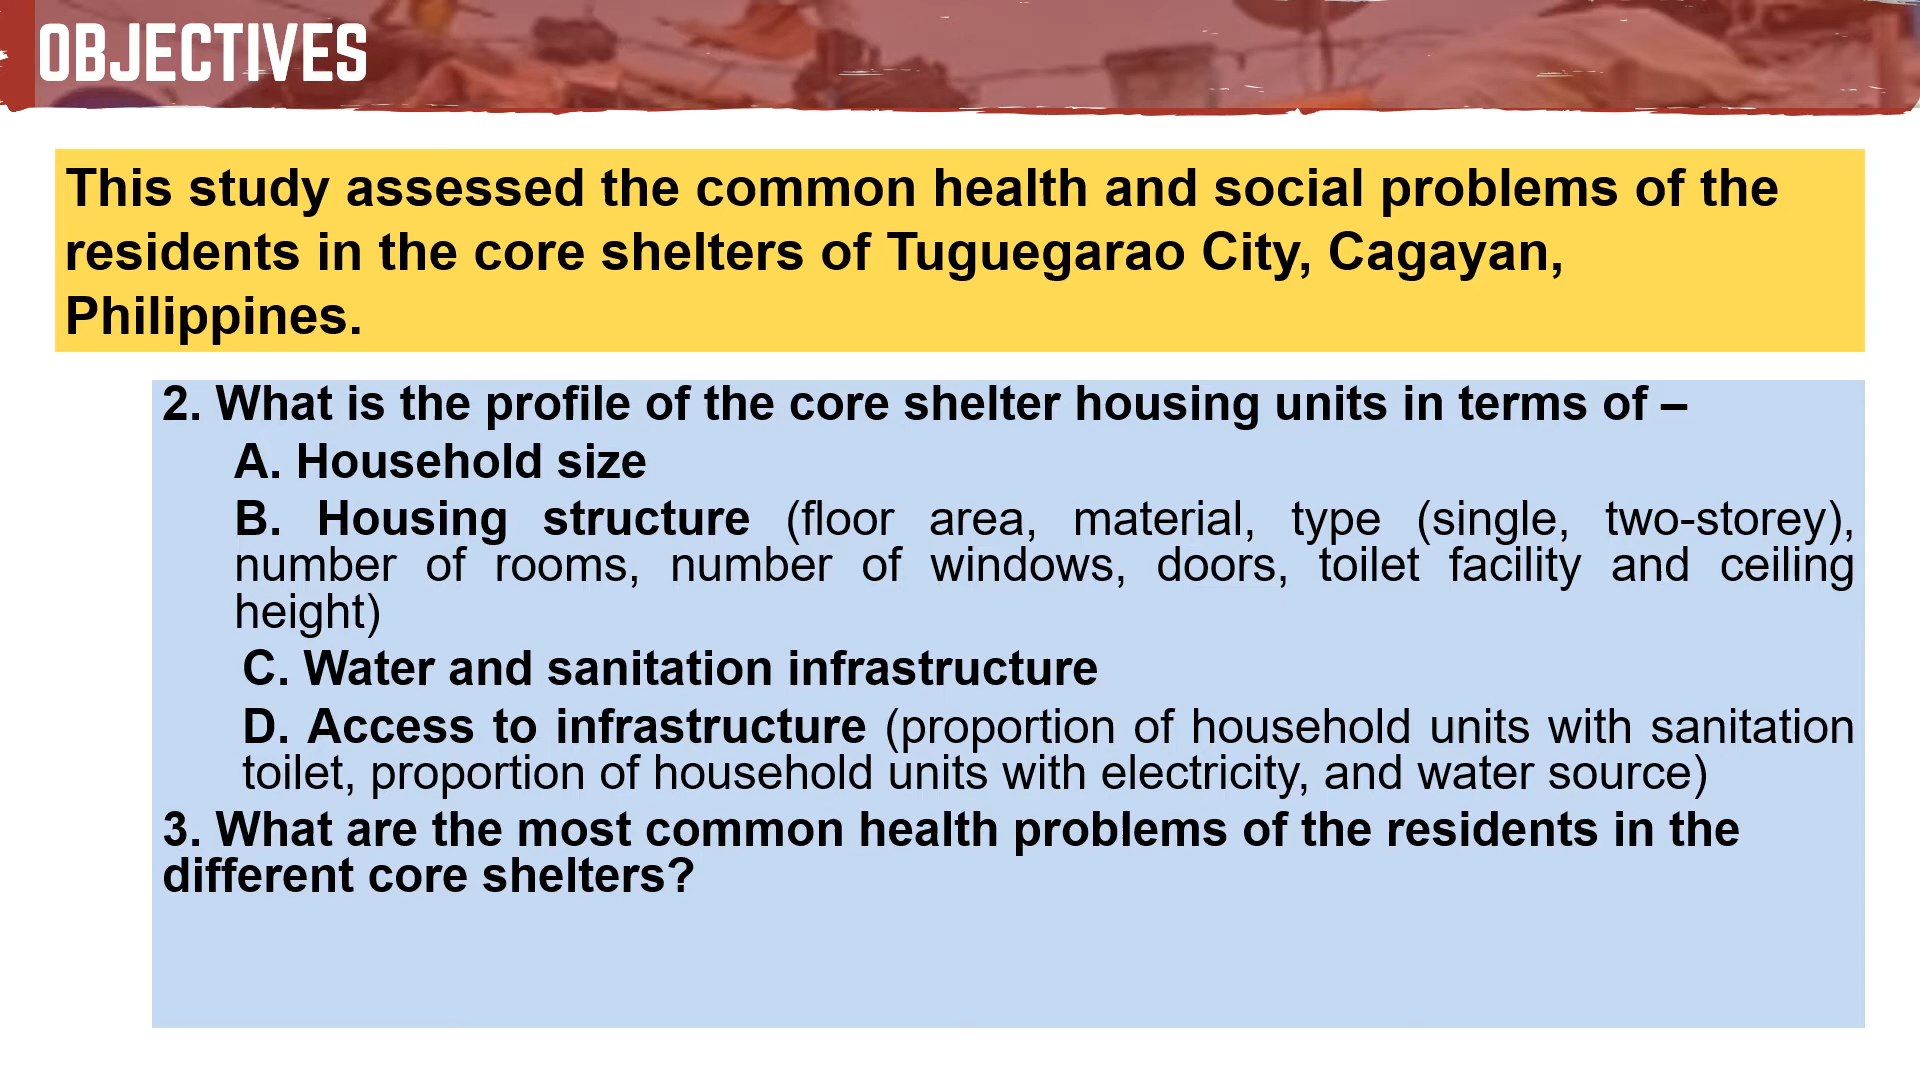 OBJECTIVES
This study assessed the common health and social problems of the
residents in the core shelters of Tuguegarao City, Cagayan,
Philippines.
2. What is the profile of the core shelter housing units in terms of –
A. Household size
B. Housing structure (floor area, material, type (single, two-storey),
number of rooms, number of windows, doors, toilet facility and ceiling
height)
C. Water and sanitation infrastructure
D. Access to infrastructure (proportion of household units with sanitation
toilet, proportion of household units with electricity, and water source)
3. What are the most common health problems of the residents in the
different core shelters?